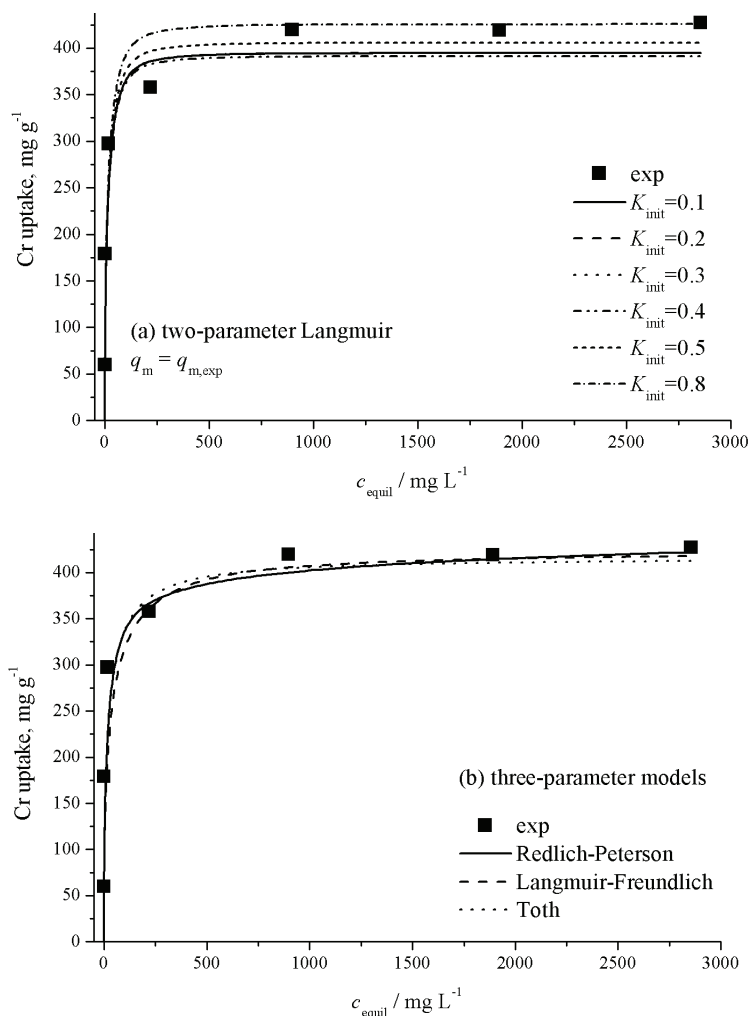 400
350
300
250
200
150
100
50
0
Cr uptake, mg g⁻¹
exp
Kinit=0.1
Kinit=0.2
Kinit=0.3
Kinit=0.4
Kinit=0.5
Kinit=0.8
(a) two-parameter Langmuir
qm = qm,exp
0 500 1000 1500 2000 2500 3000
cequil / mg L⁻¹
400
350
300
250
200
150
100
50
0
Cr uptake, mg g⁻¹
(b) three-parameter models
exp
Redlich-Peterson
Langmuir-Freundlich
Toth
0 500 1000 1500 2000 2500 3000
cequil / mg L⁻¹